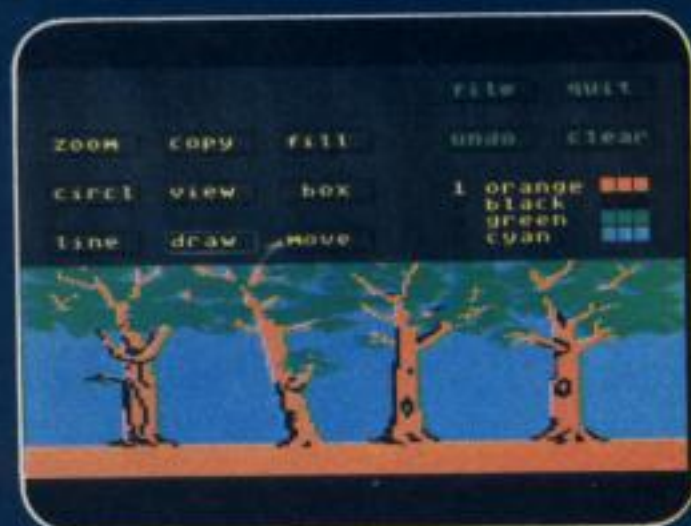 file quit
undo clear
zoom copy fill
circl view box
line draw move
1 orange
black
green
cyan